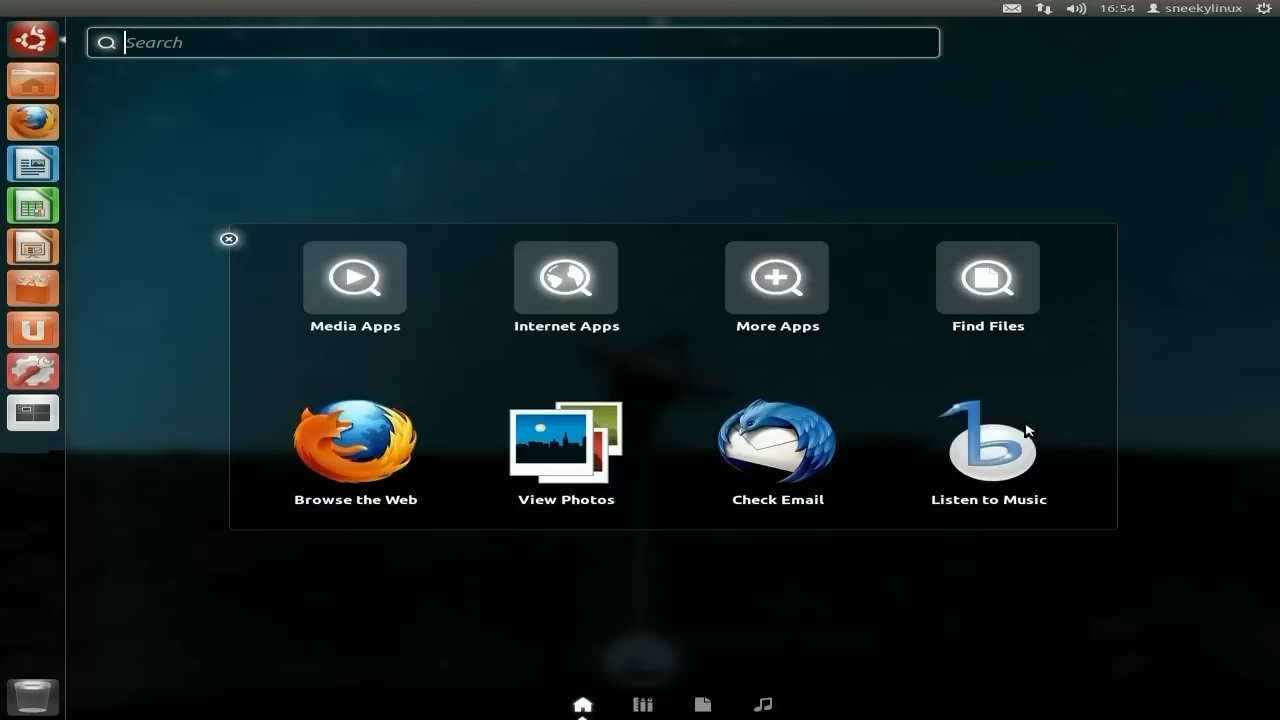 16:54 sneekylinux
Search
Media Apps Internet Apps More Apps Find Files
Browse the Web View Photos Check Email Listen to Music